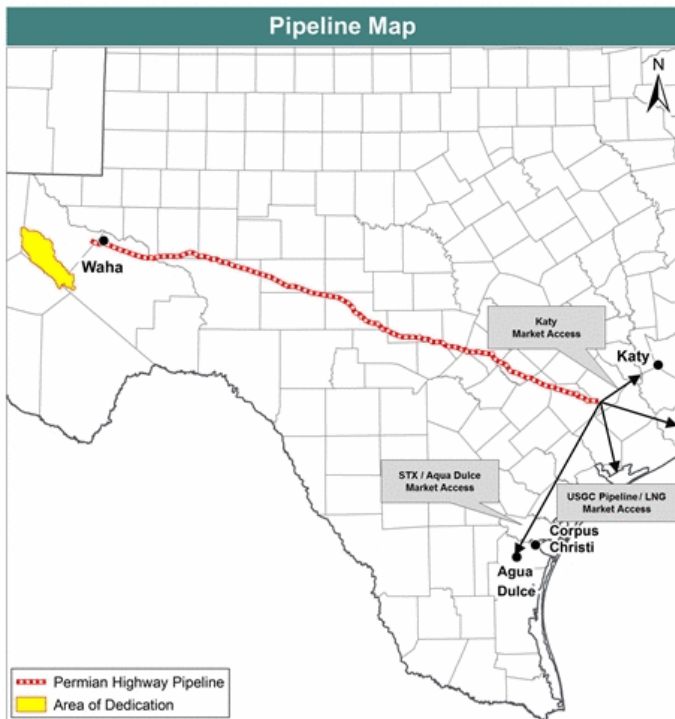 Pipeline Map
N
Waha
Katy
Market Access
Katy
STX / Aqua Dulce
Market Access
USGC Pipeline/ LNG
Market Access
Corpus
Christi
Agua
Dulce
Permian Highway Pipeline
Area of Dedication